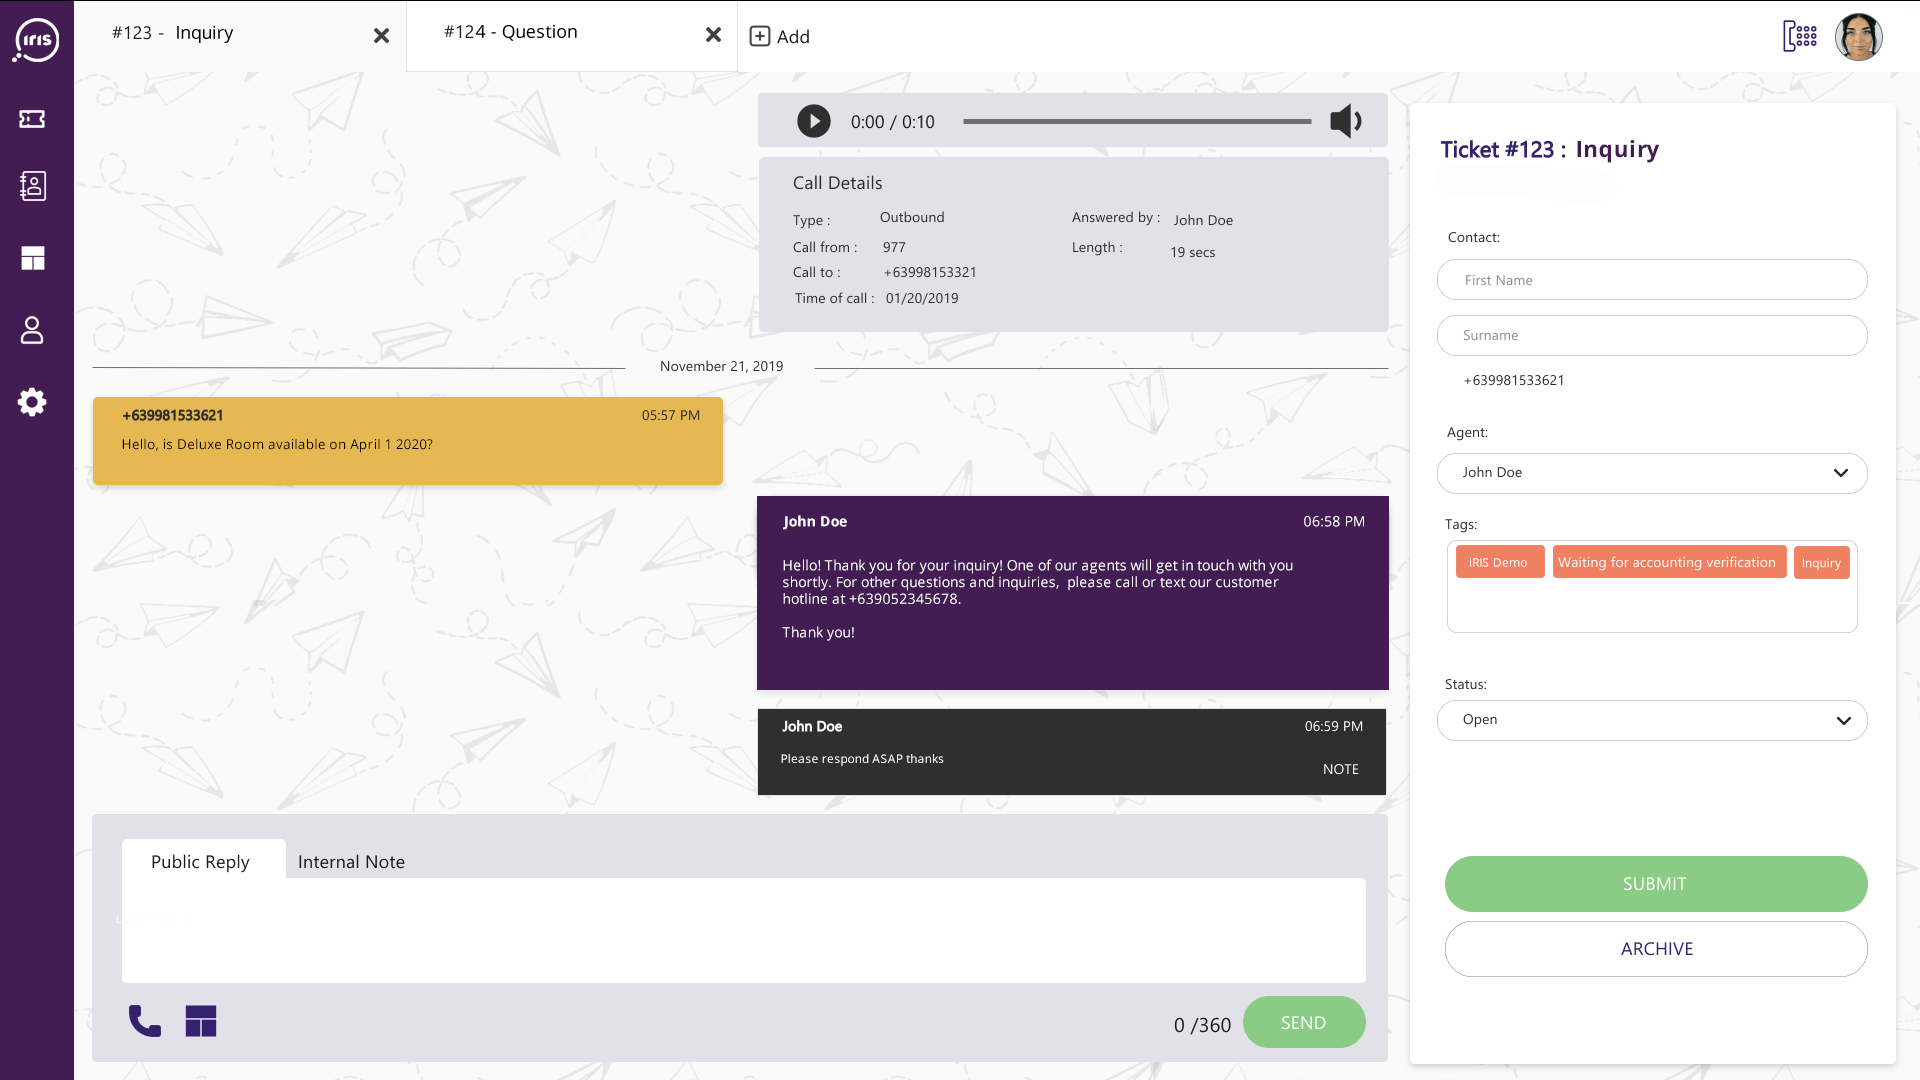 iris
#123 - Inquiry
#124 - Question
Add
0:00 / 0:10
Call Details
Type : Outbound
Answered by : John Doe
Call from : 977
Length : 19 secs
Call to : +63998153321
Time of call : 01/20/2019
November 21, 2019
+639981533621 05:57 PM
Hello, is Deluxe Room available on April 1 2020?
John Doe 06:58 PM
Hello! Thank you for your inquiry! One of our agents will get in touch with you
shortly. For other questions and inquiries, please call or text our customer
hotline at +639052345678.
Thank you!
John Doe 06:59 PM
Please respond ASAP thanks
NOTE
Public Reply
Internal Note
0 /360
SEND
Ticket #123 : Inquiry
Contact:
First Name
Surname
+639981533621
Agent:
John Doe
Tags:
IRIS Demo
Waiting for accounting verification
Inquiry
Status:
Open
SUBMIT
ARCHIVE